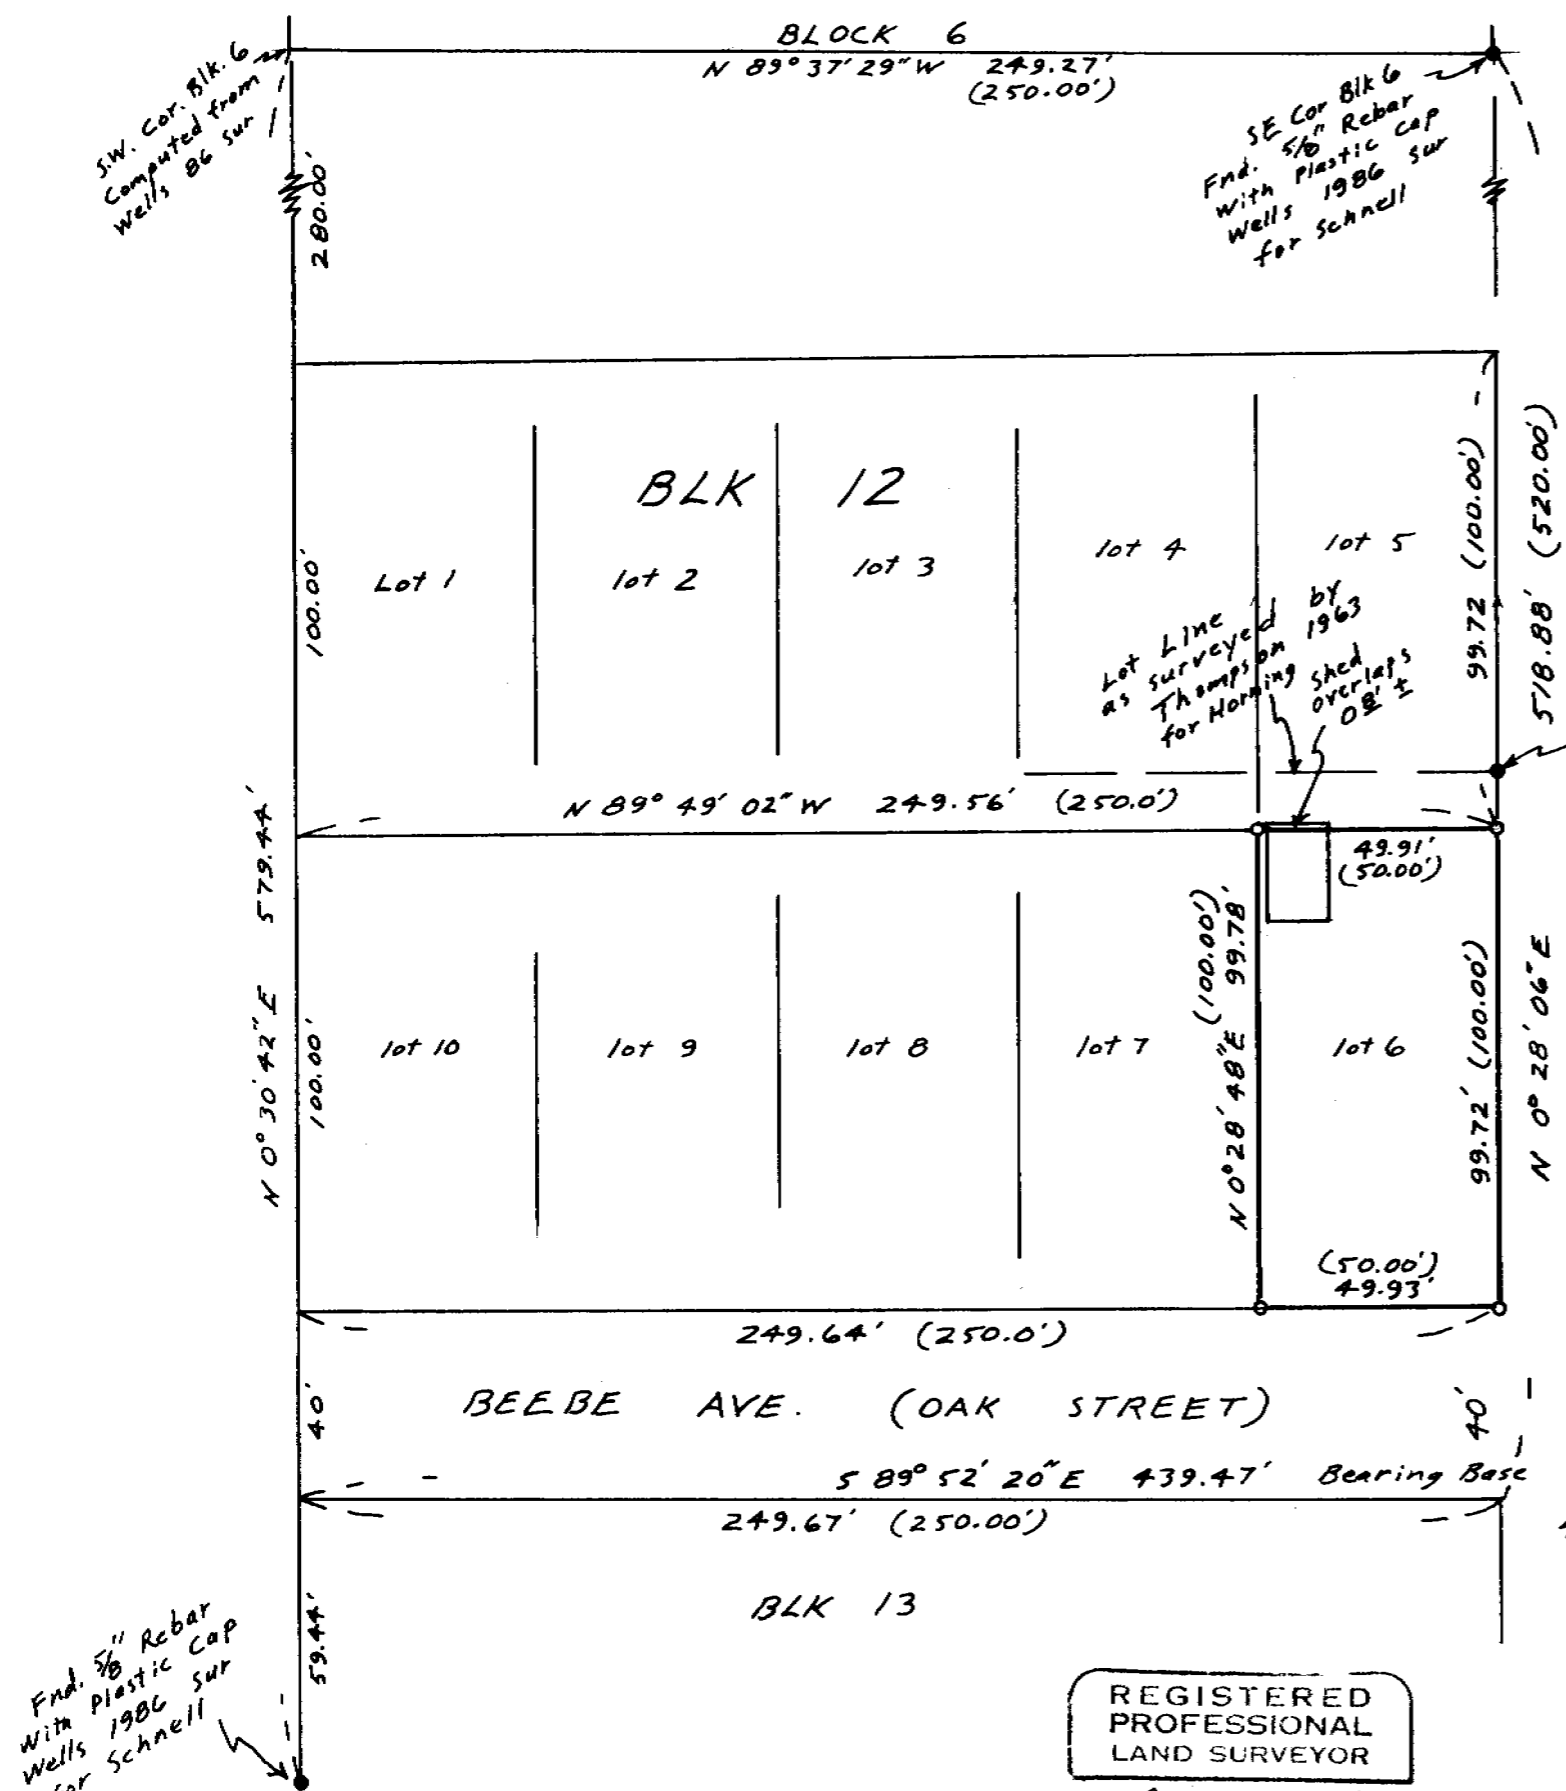 BLOCK 6
N 89° 37' 29" W 249.27'
(250.00')
S.W. Cor. Blk. 6
Computed from
Wells 86 sur
SE Cor Blk 6
Fnd. 5/8" Rebar
with Plastic Cap
Wells 1986 sur
for Schnell
280.00'
BLK 12
Lot 1
lot 2
lot 3
lot 4
lot 5
100.00'
99.72 (100.00')
518.88' (520.00')
Lot Line
as surveyed by
Thompson 1963
for Horning
Shed
overlaps
0.8' ±
N 89° 49' 02" W 249.56' (250.0')
49.91'
(50.00')
N 0° 30' 42" E 579.44'
100.00'
lot 10
lot 9
lot 8
lot 7
lot 6
(100.00')
N 0° 28' 48" E 99.78'
99.72' (100.00')
N 0° 28' 06" E
(50.00')
49.93'
249.64' (250.0')
40'
BEEBE AVE. (OAK STREET)
40'
S 89° 52' 20" E 439.47' Bearing Base
249.67' (250.00')
BLK 13
59.44'
Fnd. 5/8" Rebar
with Plastic Cap
Wells 1986 sur
for Schnell
REGISTERED
PROFESSIONAL
LAND SURVEYOR